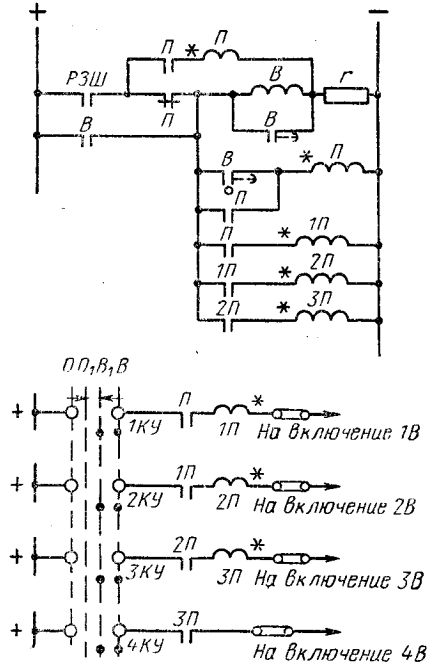 + −
П * П
РЗШ П В r
В В
В * П
П
П * 1П
1П * 2П
2П * 3П
П П₁ В₁ В
+ 1КУ П 1П * На включение 1В
+ 2КУ 1П 2П * На включение 2В
+ 3КУ 2П 3П * На включение 3В
+ 4КУ 3П На включение 4В